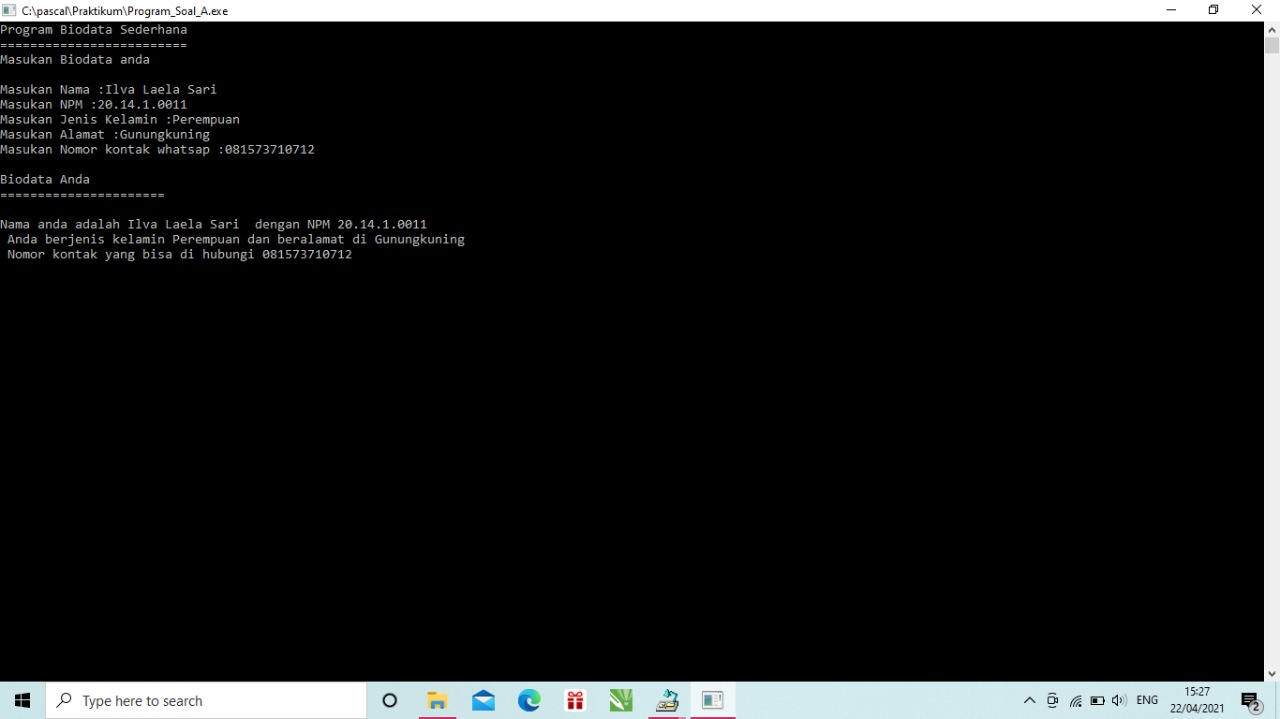 C:\pascal\Praktikum\Program_Soal_A.exe
Program Biodata Sederhana
=========================
Masukan Biodata anda
Masukan Nama :Ilva Laela Sari
Masukan NPM :20.14.1.0011
Masukan Jenis Kelamin :Perempuan
Masukan Alamat :Gunungkuning
Masukan Nomor kontak whatsap :081573710712
Biodata Anda
======================
Nama anda adalah Ilva Laela Sari  dengan NPM 20.14.1.0011
Anda berjenis kelamin Perempuan dan beralamat di Gunungkuning
Nomor kontak yang bisa di hubungi 081573710712
Type here to search
ENG
15:27
22/04/2021
2